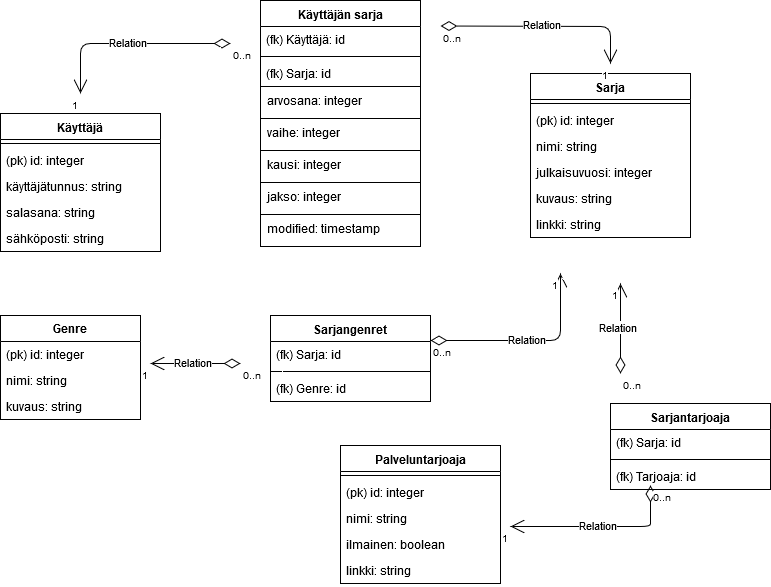 Käyttäjän sarja
(fk) Käyttäjä: id
(fk) Sarja: id
arvosana: integer
vaihe: integer
kausi: integer
jakso: integer
modified: timestamp
Relation
0..n
1
Relation
0..n
1
Käyttäjä
(pk) id: integer
käyttäjätunnus: string
salasana: string
sähköposti: string
Sarja
(pk) id: integer
nimi: string
julkaisuvuosi: integer
kuvaus: string
linkki: string
Genre
(pk) id: integer
nimi: string
kuvaus: string
1
Relation
0..n
Sarjangenret
(fk) Sarja: id
(fk) Genre: id
0..n
Relation
1
1
Relation
0..n
Sarjantarjoaja
(fk) Sarja: id
(fk) Tarjoaja: id
0..n
Relation
1
Palveluntarjoaja
(pk) id: integer
nimi: string
ilmainen: boolean
linkki: string